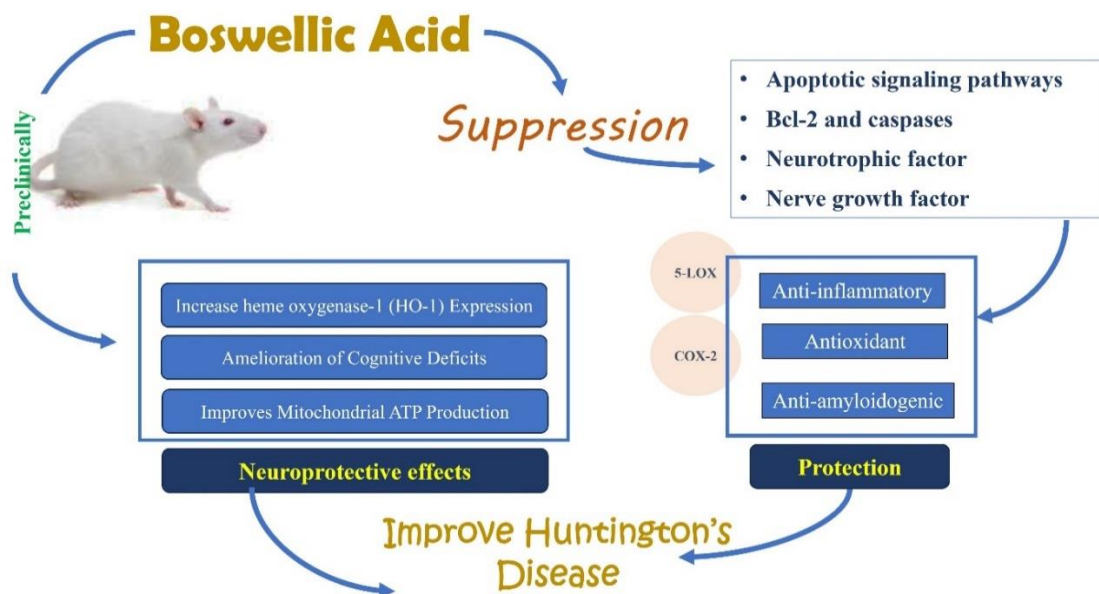 Boswellic Acid
Preclinically
Suppression
• Apoptotic signaling pathways
• Bcl-2 and caspases
• Neurotrophic factor
• Nerve growth factor
Increase heme oxygenase-1 (HO-1) Expression
Amelioration of Cognitive Deficits
Improves Mitochondrial ATP Production
Neuroprotective effects
5-LOX
COX-2
Anti-inflammatory
Antioxidant
Anti-amyloidogenic
Protection
Improve Huntington's
Disease